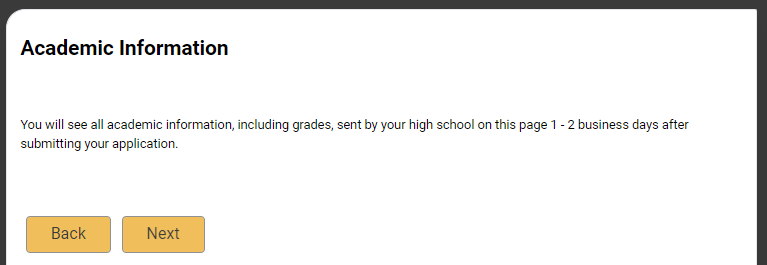 Academic Information
You will see all academic information, including grades, sent by your high school on this page 1 - 2 business days after
submitting your application.
Back Next